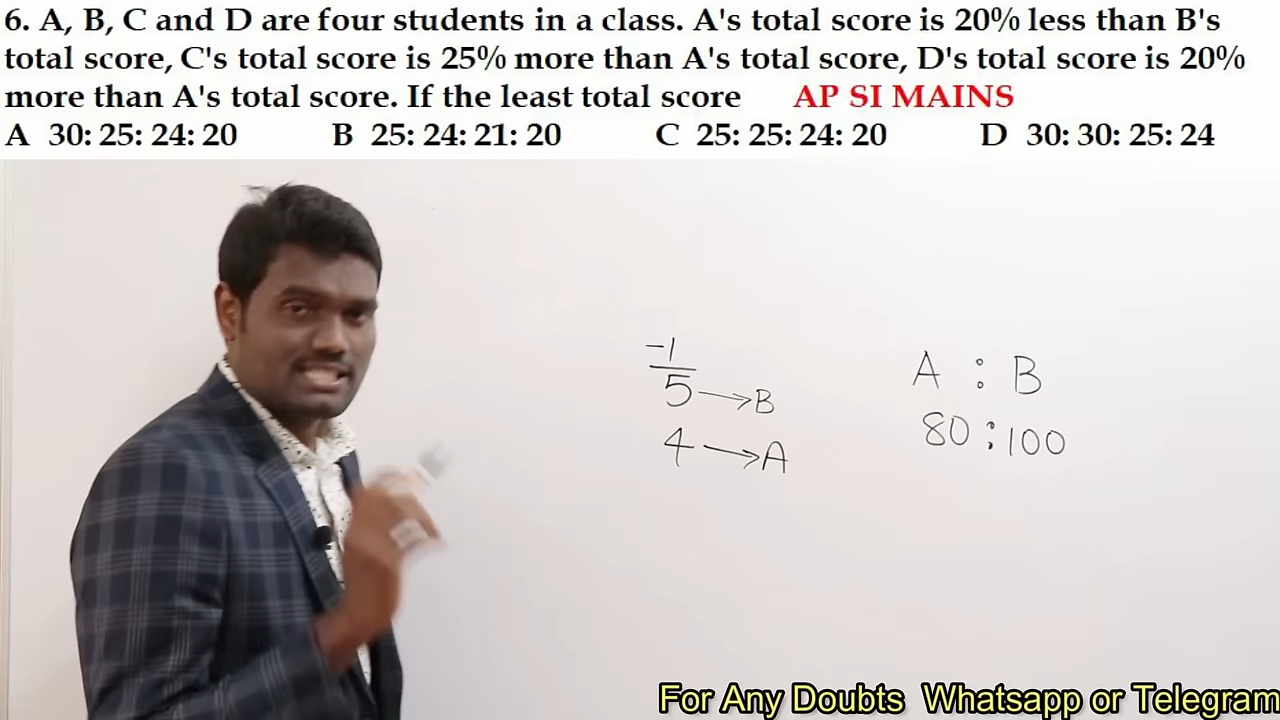 6. A, B, C and D are four students in a class. A's total score is 20% less than B's
total score, C's total score is 25% more than A's total score, D's total score is 20%
more than A's total score. If the least total score AP SI MAINS
A 30: 25: 24: 20 B 25: 24: 21: 20 C 25: 25: 24: 20 D 30: 30: 25: 24
-1
5 → B
4 → A
A : B
80 : 100
For Any Doubts Whatsapp or Telegram